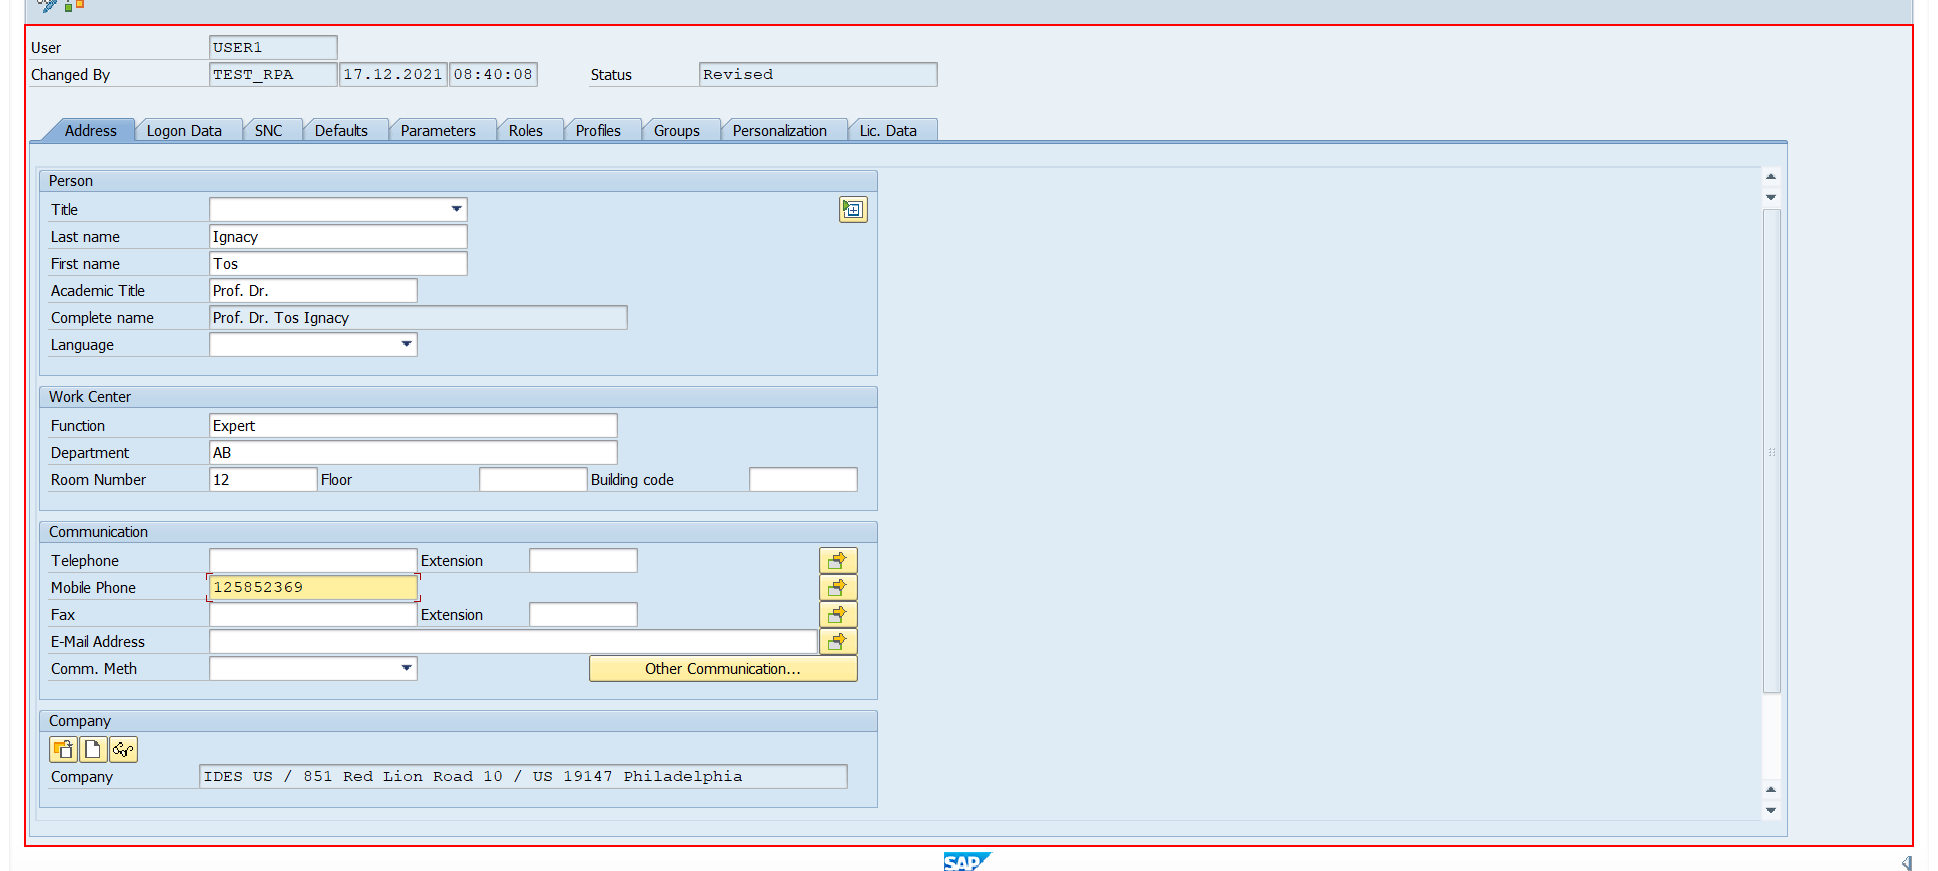 User USER1
Changed By TEST_RPA 17.12.2021 08:40:08 Status Revised
Address Logon Data SNC Defaults Parameters Roles Profiles Groups Personalization Lic. Data
Person
Title
Last name Ignacy
First name Tos
Academic Title Prof. Dr.
Complete name Prof. Dr. Tos Ignacy
Language
Work Center
Function Expert
Department AB
Room Number 12 Floor Building code
Communication
Telephone Extension
Mobile Phone 125852369
Fax Extension
E-Mail Address
Comm. Meth Other Communication...
Company
Company IDES US / 851 Red Lion Road 10 / US 19147 Philadelphia
SAP